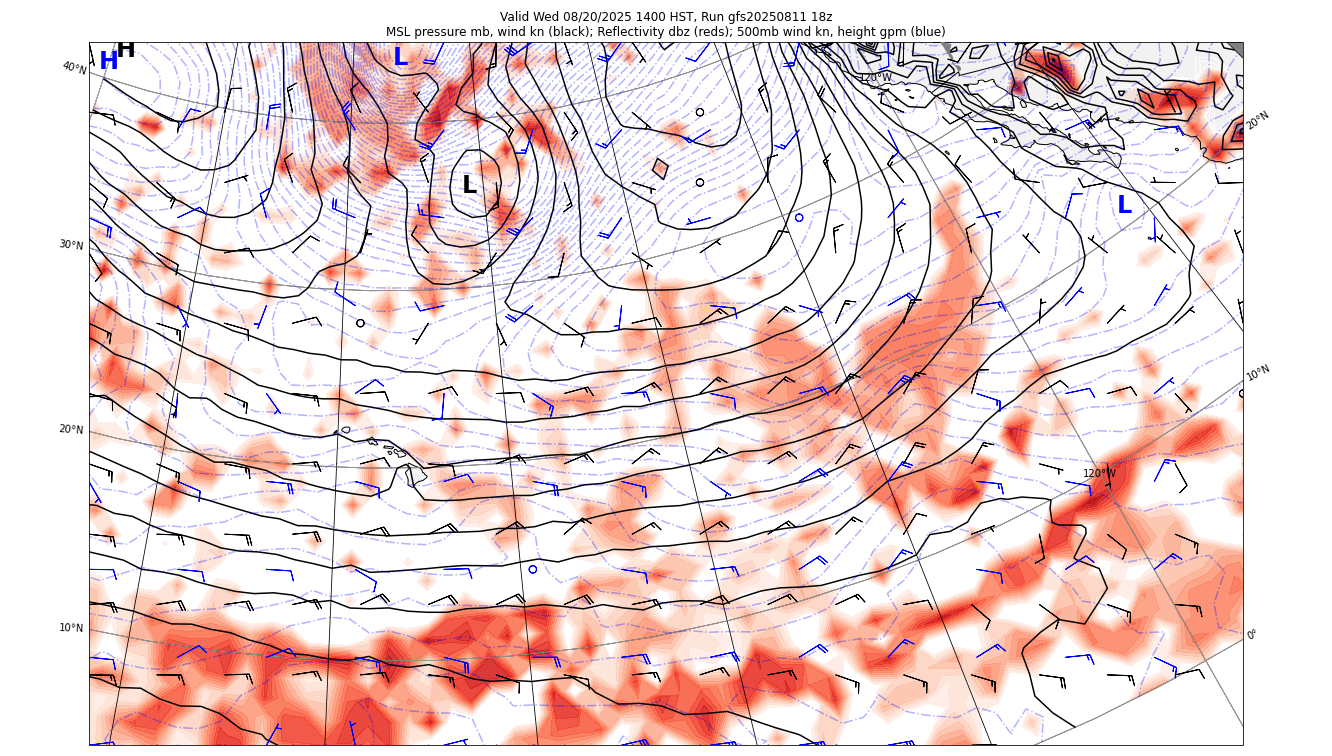 Valid Wed 08/20/2025 1400 HST, Run gfs20250811 18z
MSL pressure mb, wind kn (black); Reflectivity dbz (reds); 500mb wind kn, height gpm (blue)
H
H
L
40°N
120°W
20°N
L
L
30°N
10°N
20°N
120°W
10°N
0°